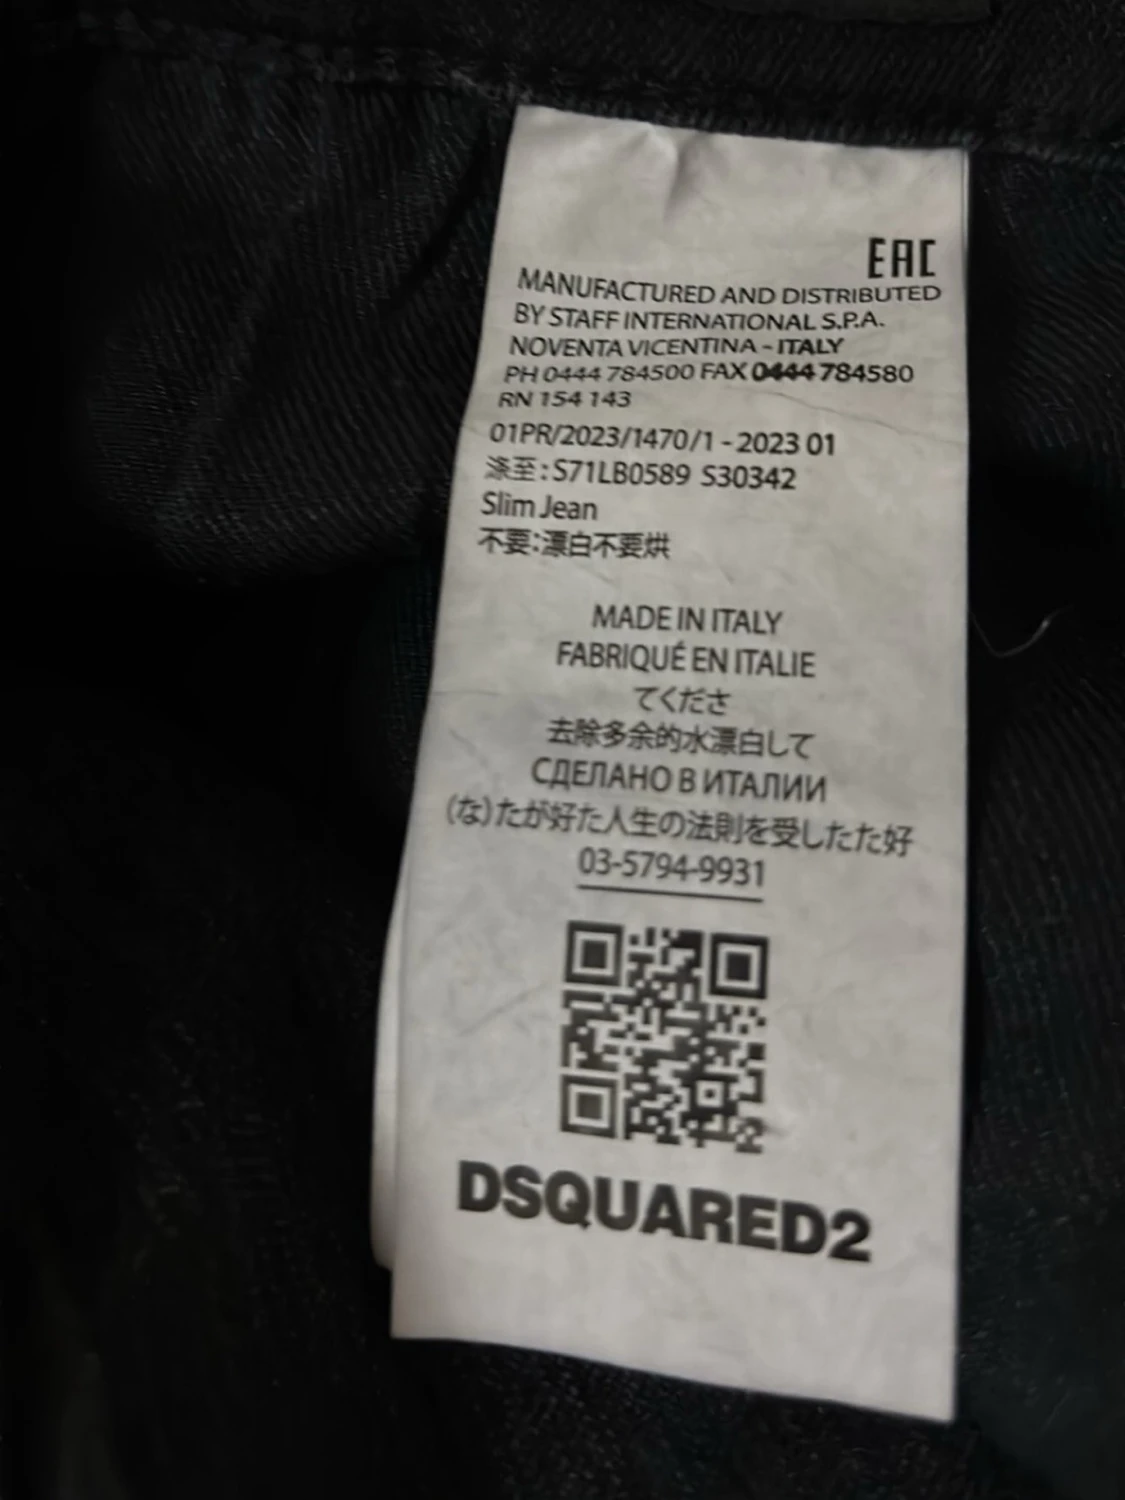 EAC
MANUFACTURED AND DISTRIBUTED
BY STAFF INTERNATIONAL S.P.A.
NOVENTA VICENTINA - ITALY
PH 0444 784500 FAX 0444 784580
RN 154 143
01PR/2023/1470/1 - 2023 01
涤至: S71LB0589 S30342
Slim Jean
不要:漂白不要烘
MADE IN ITALY
FABRIQUÉ EN ITALIE
てくださ
去除多余的水漂白して
СДЕЛАНО В ИТАЛИИ
(な)たが好た人生の法則を受したた好
03-5794-9931
DSQUARED2